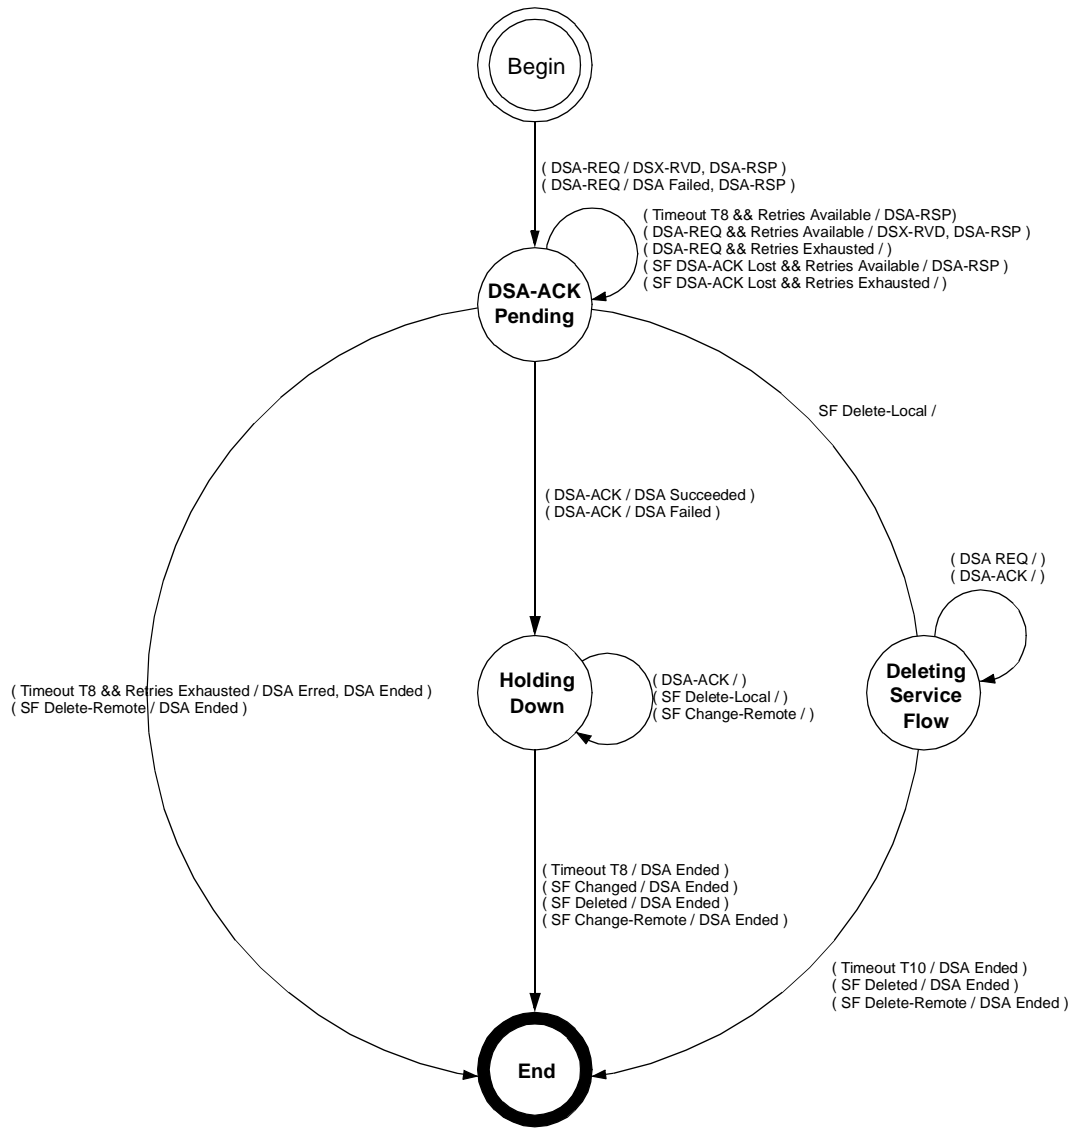 Begin
( DSA-REQ / DSX-RVD, DSA-RSP )
( DSA-REQ / DSA Failed, DSA-RSP )
( Timeout T8 && Retries Available / DSA-RSP)
( DSA-REQ && Retries Available / DSX-RVD, DSA-RSP )
( DSA-REQ && Retries Exhausted / )
( SF DSA-ACK Lost && Retries Available / DSA-RSP )
( SF DSA-ACK Lost && Retries Exhausted / )
DSA-ACK
Pending
SF Delete-Local /
( DSA-ACK / DSA Succeeded )
( DSA-ACK / DSA Failed )
( DSA REQ / )
( DSA-ACK / )
Holding
Down
( DSA-ACK / )
( SF Delete-Local / )
( SF Change-Remote / )
Deleting
Service
Flow
( Timeout T8 && Retries Exhausted / DSA Erred, DSA Ended )
( SF Delete-Remote / DSA Ended )
( Timeout T8 / DSA Ended )
( SF Changed / DSA Ended )
( SF Deleted / DSA Ended )
( SF Change-Remote / DSA Ended )
( Timeout T10 / DSA Ended )
( SF Deleted / DSA Ended )
( SF Delete-Remote / DSA Ended )
End